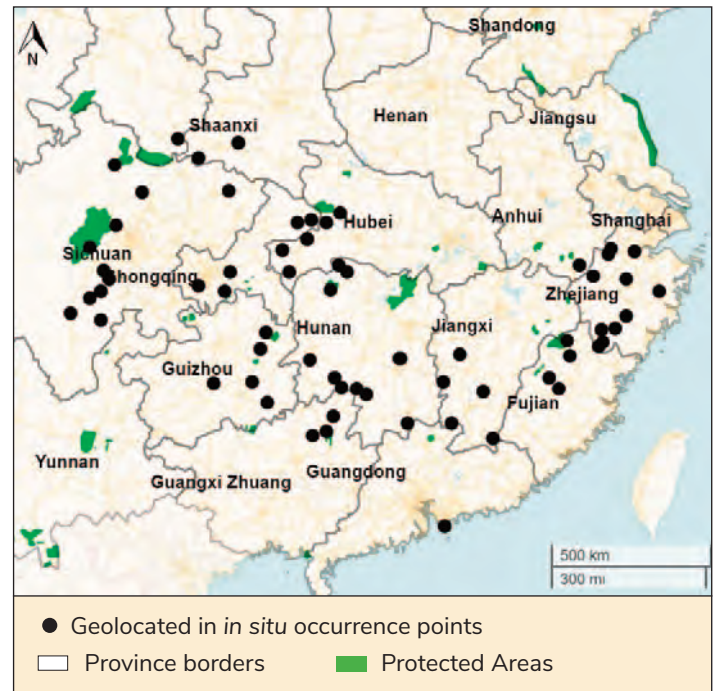 Shandong
N
Henan
Jiangsu
Shaanxi
Hubei
Anhui
Shanghai
Sichuan
Chongqing
Zhejiang
Hunan
Jiangxi
Guizhou
Fujian
Yunnan
Guangxi Zhuang
Guangdong
500 km
300 mi
Geolocated in in situ occurrence points
Province borders
Protected Areas